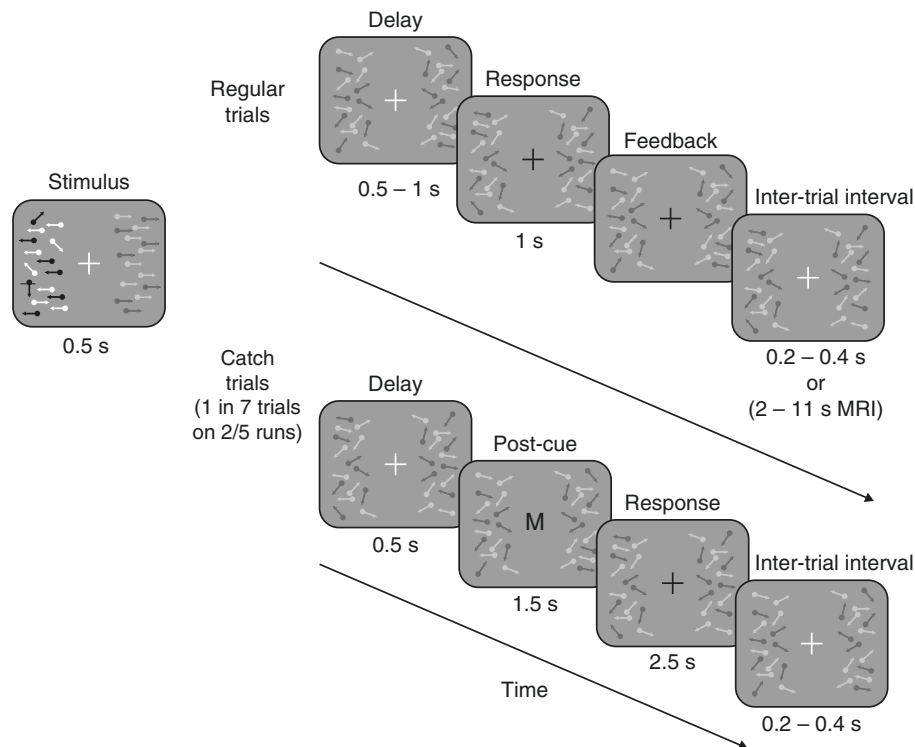 Stimulus
0.5 s
Regular
trials
Delay
0.5 – 1 s
Response
1 s
Feedback
Inter-trial interval
0.2 – 0.4 s
or
(2 – 11 s MRI)
Catch
trials
(1 in 7 trials
on 2/5 runs)
Delay
0.5 s
Post-cue
M
1.5 s
Response
2.5 s
Inter-trial interval
0.2 – 0.4 s
Time